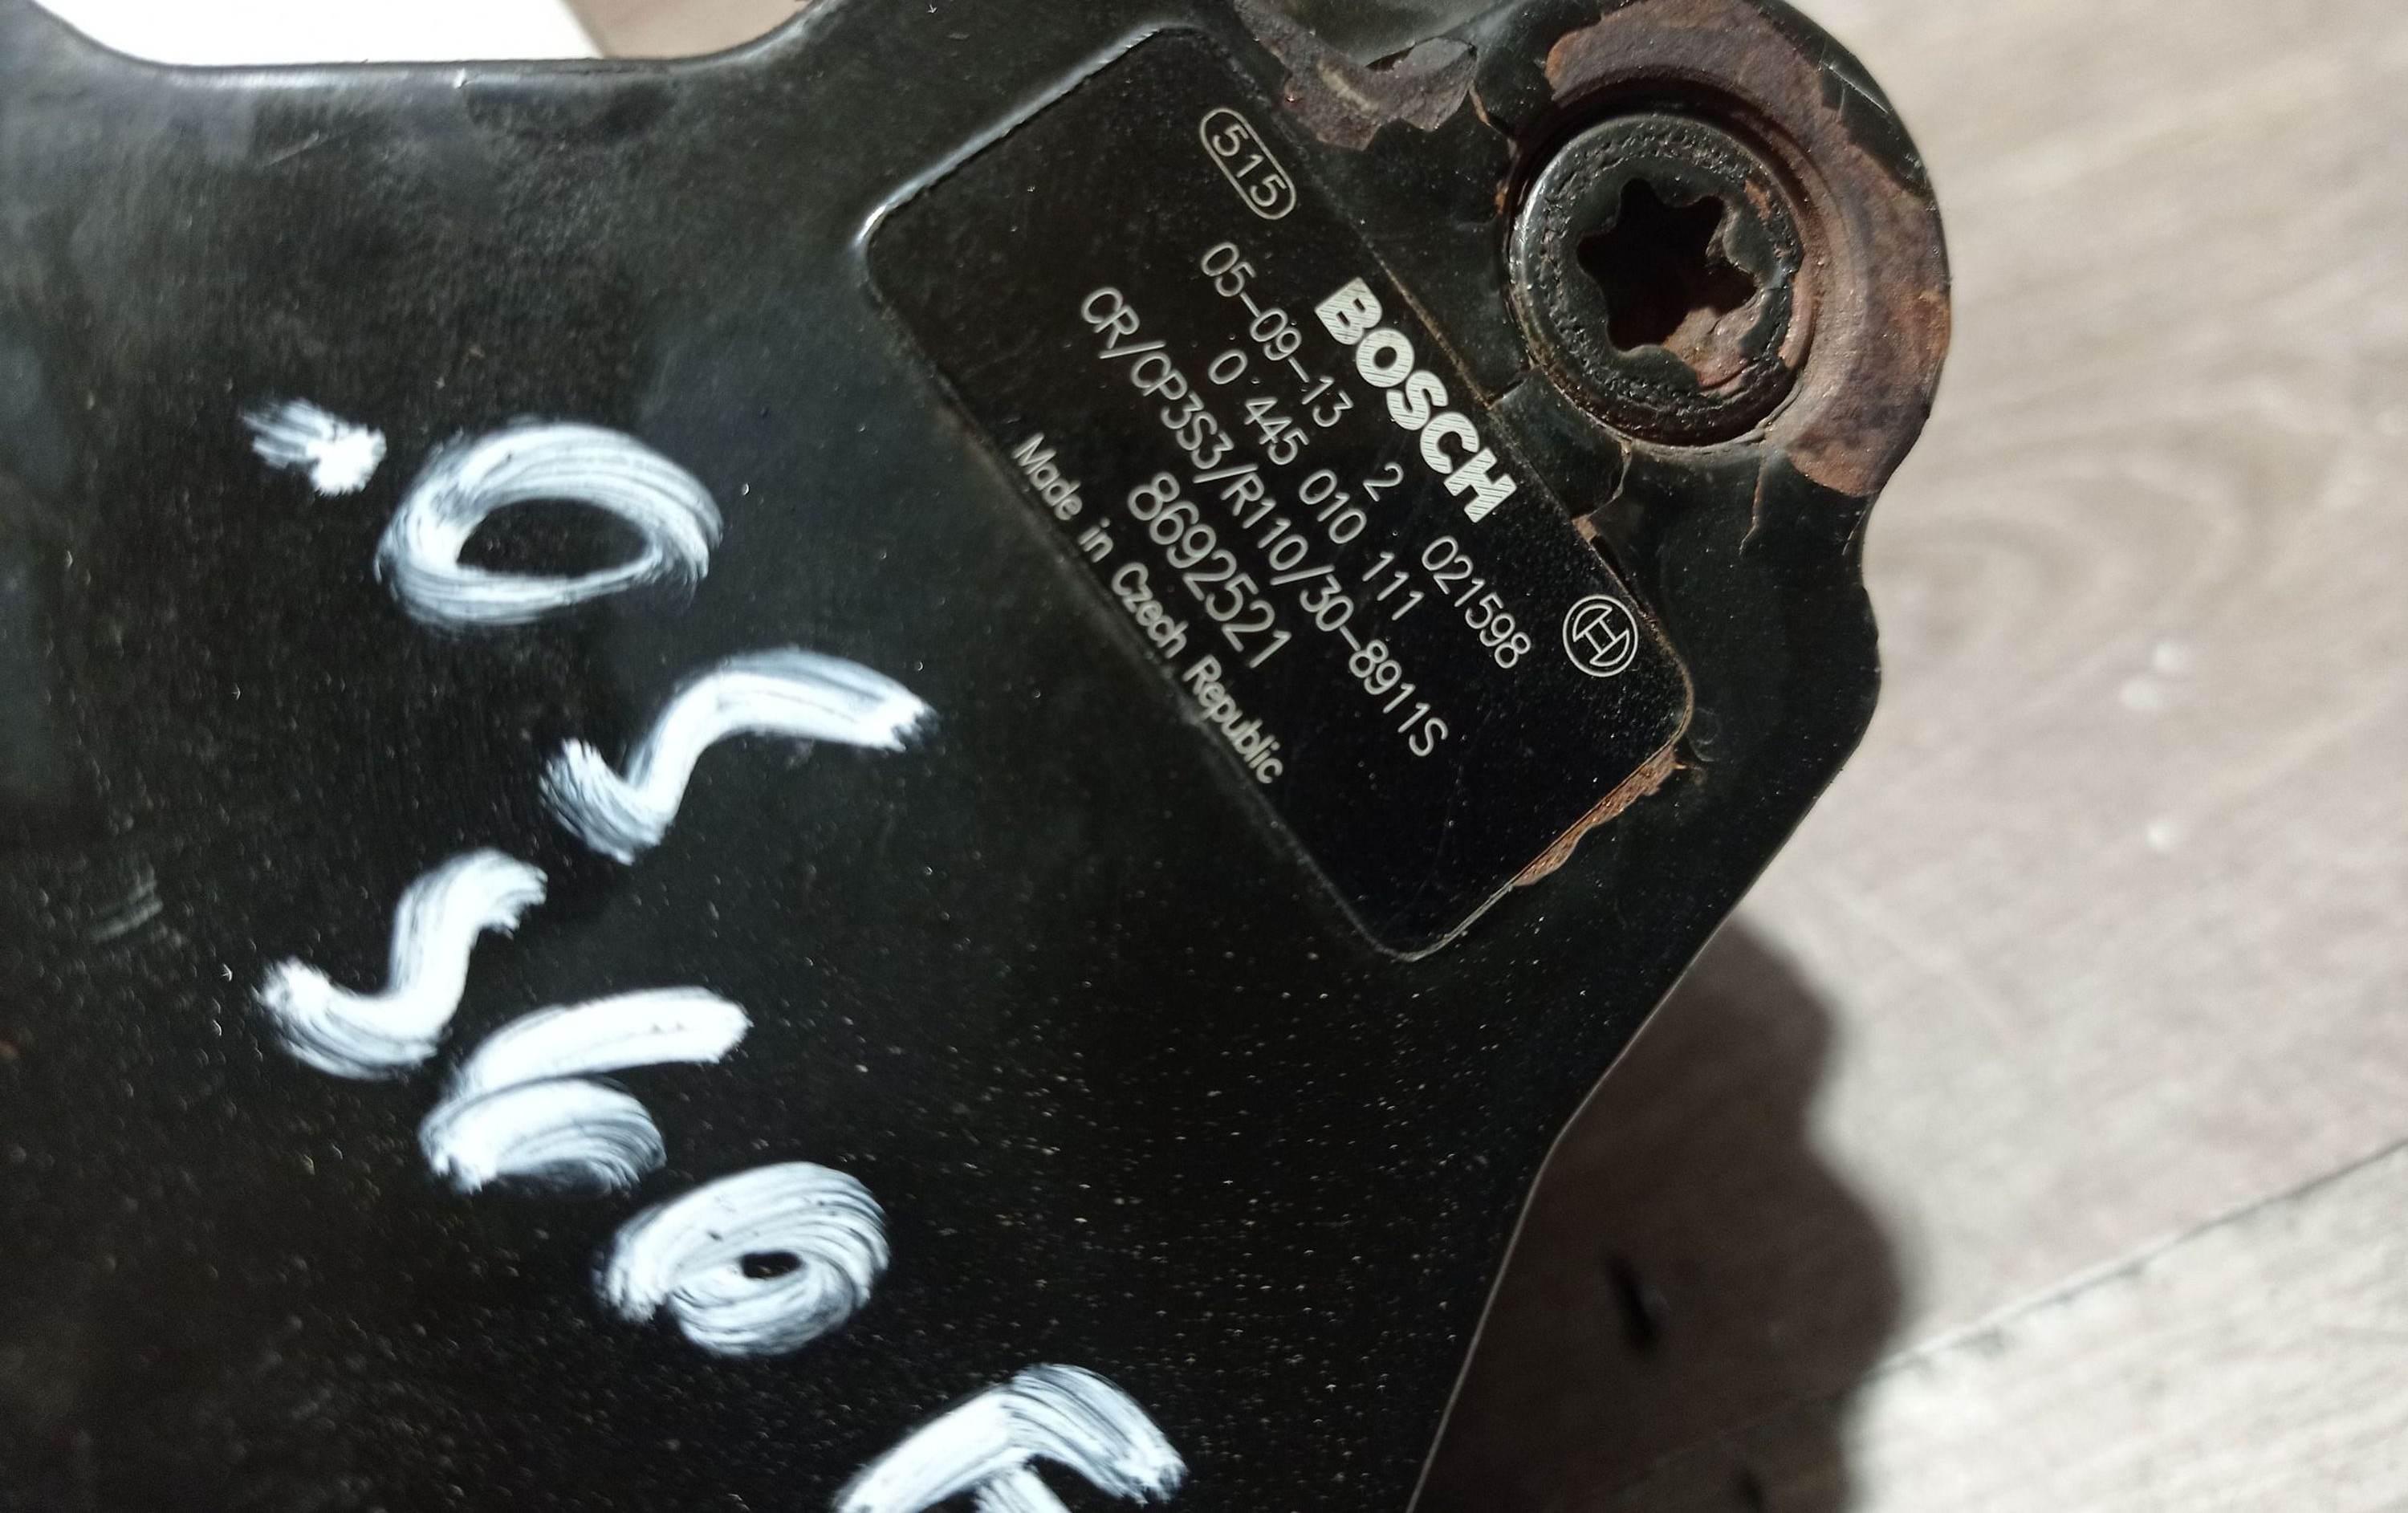 515
BOSCH
05-09-13 2 021598
0 445 010 111
CR/CP3S3/R110/30-8911S
8692521
Made in Czech Republic